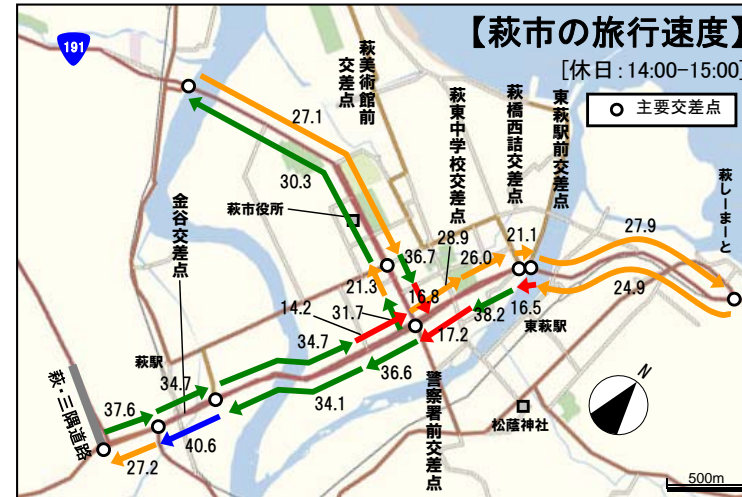 【萩市の旅行速度】
[休日:14:00-15:00]
主要交差点
191
萩美術館前
交差点
萩東中学校交差点
萩橋西詰交差点
東萩駅前交差点
萩しーまーと
金谷交差点
萩市役所
萩駅
萩・三隅道路
東萩駅
松蔭神社
警察署前交差点
27.1
30.3
36.7
21.3
16.8
28.9
26.0
21.1
27.9
24.9
14.2
31.7
38.2
16.5
17.2
34.7
34.7
36.6
34.1
37.6
40.6
27.2
N
500m